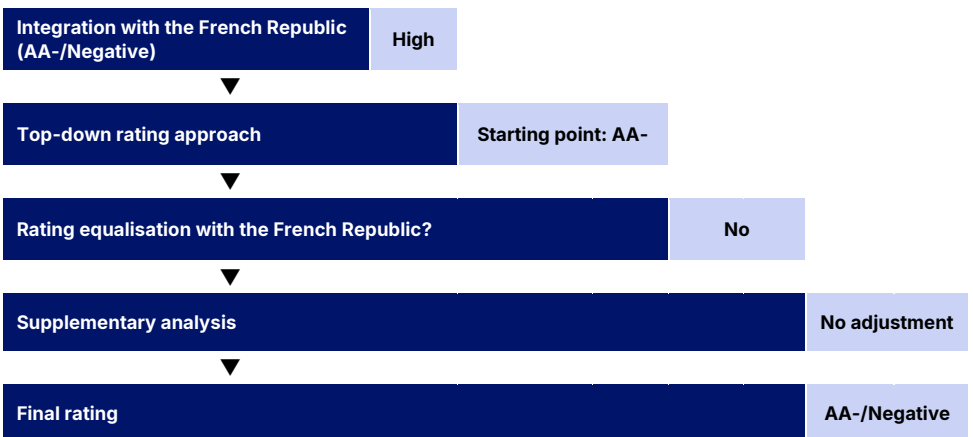 Integration with the French Republic
(AA-/Negative)
High
Top-down rating approach
Starting point: AA-
Rating equalisation with the French Republic?
No
Supplementary analysis
No adjustment
Final rating
AA-/Negative